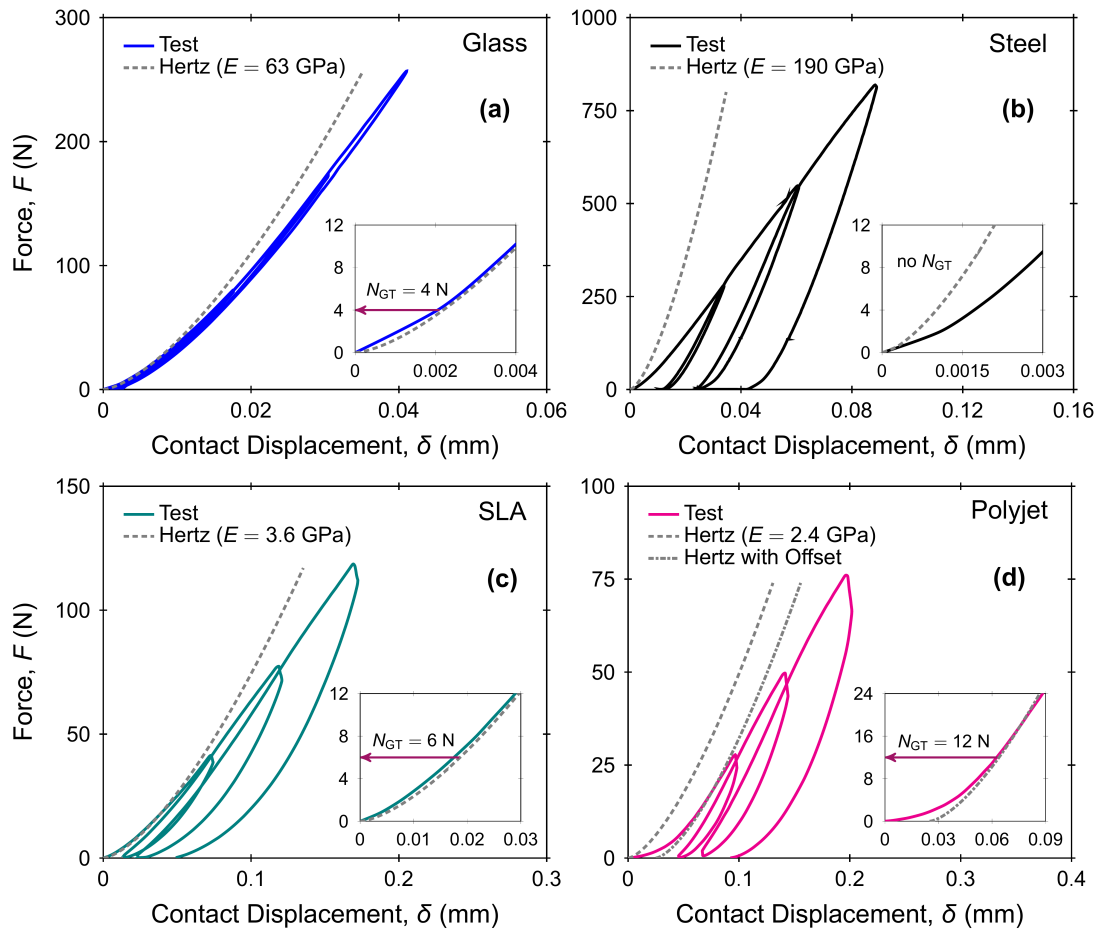 300
200
100
0
Force, F (N)
Test
Hertz (E = 63 GPa)
Glass
(a)
12
8
4
0
N_GT = 4 N
0 0.002 0.004
0 0.02 0.04 0.06
Contact Displacement, δ (mm)
1000
750
500
250
0
Test
Hertz (E = 190 GPa)
Steel
(b)
12
8
4
0
no N_GT
0 0.0015 0.003
0 0.04 0.08 0.12 0.16
Contact Displacement, δ (mm)
150
100
50
0
Force, F (N)
Test
Hertz (E = 3.6 GPa)
SLA
(c)
12
9
6
3
0
N_GT = 6 N
0 0.01 0.02 0.03
0 0.1 0.2 0.3
Contact Displacement, δ (mm)
100
75
50
25
0
Test
Hertz (E = 2.4 GPa)
Hertz with Offset
Polyjet
(d)
24
18
12
6
0
N_GT = 12 N
0 0.03 0.06 0.09
0 0.1 0.2 0.3 0.4
Contact Displacement, δ (mm)